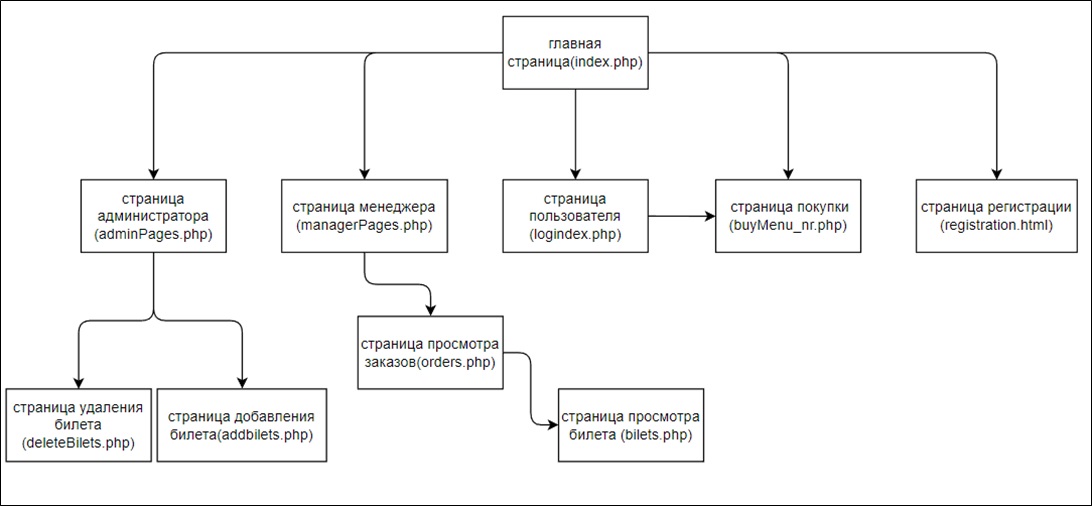 главная
страница(index.php)
страница
администратора
(adminPages.php)
страница менеджера
(managerPages.php)
страница
пользователя
(logindex.php)
страница покупки
(buyMenu_nr.php)
страница регистрации
(registration.html)
страница просмотра
заказов(orders.php)
страница удаления
билета
(deleteBilets.php)
страница добавления
билета(addbilets.php)
страница просмотра
билета (bilets.php)